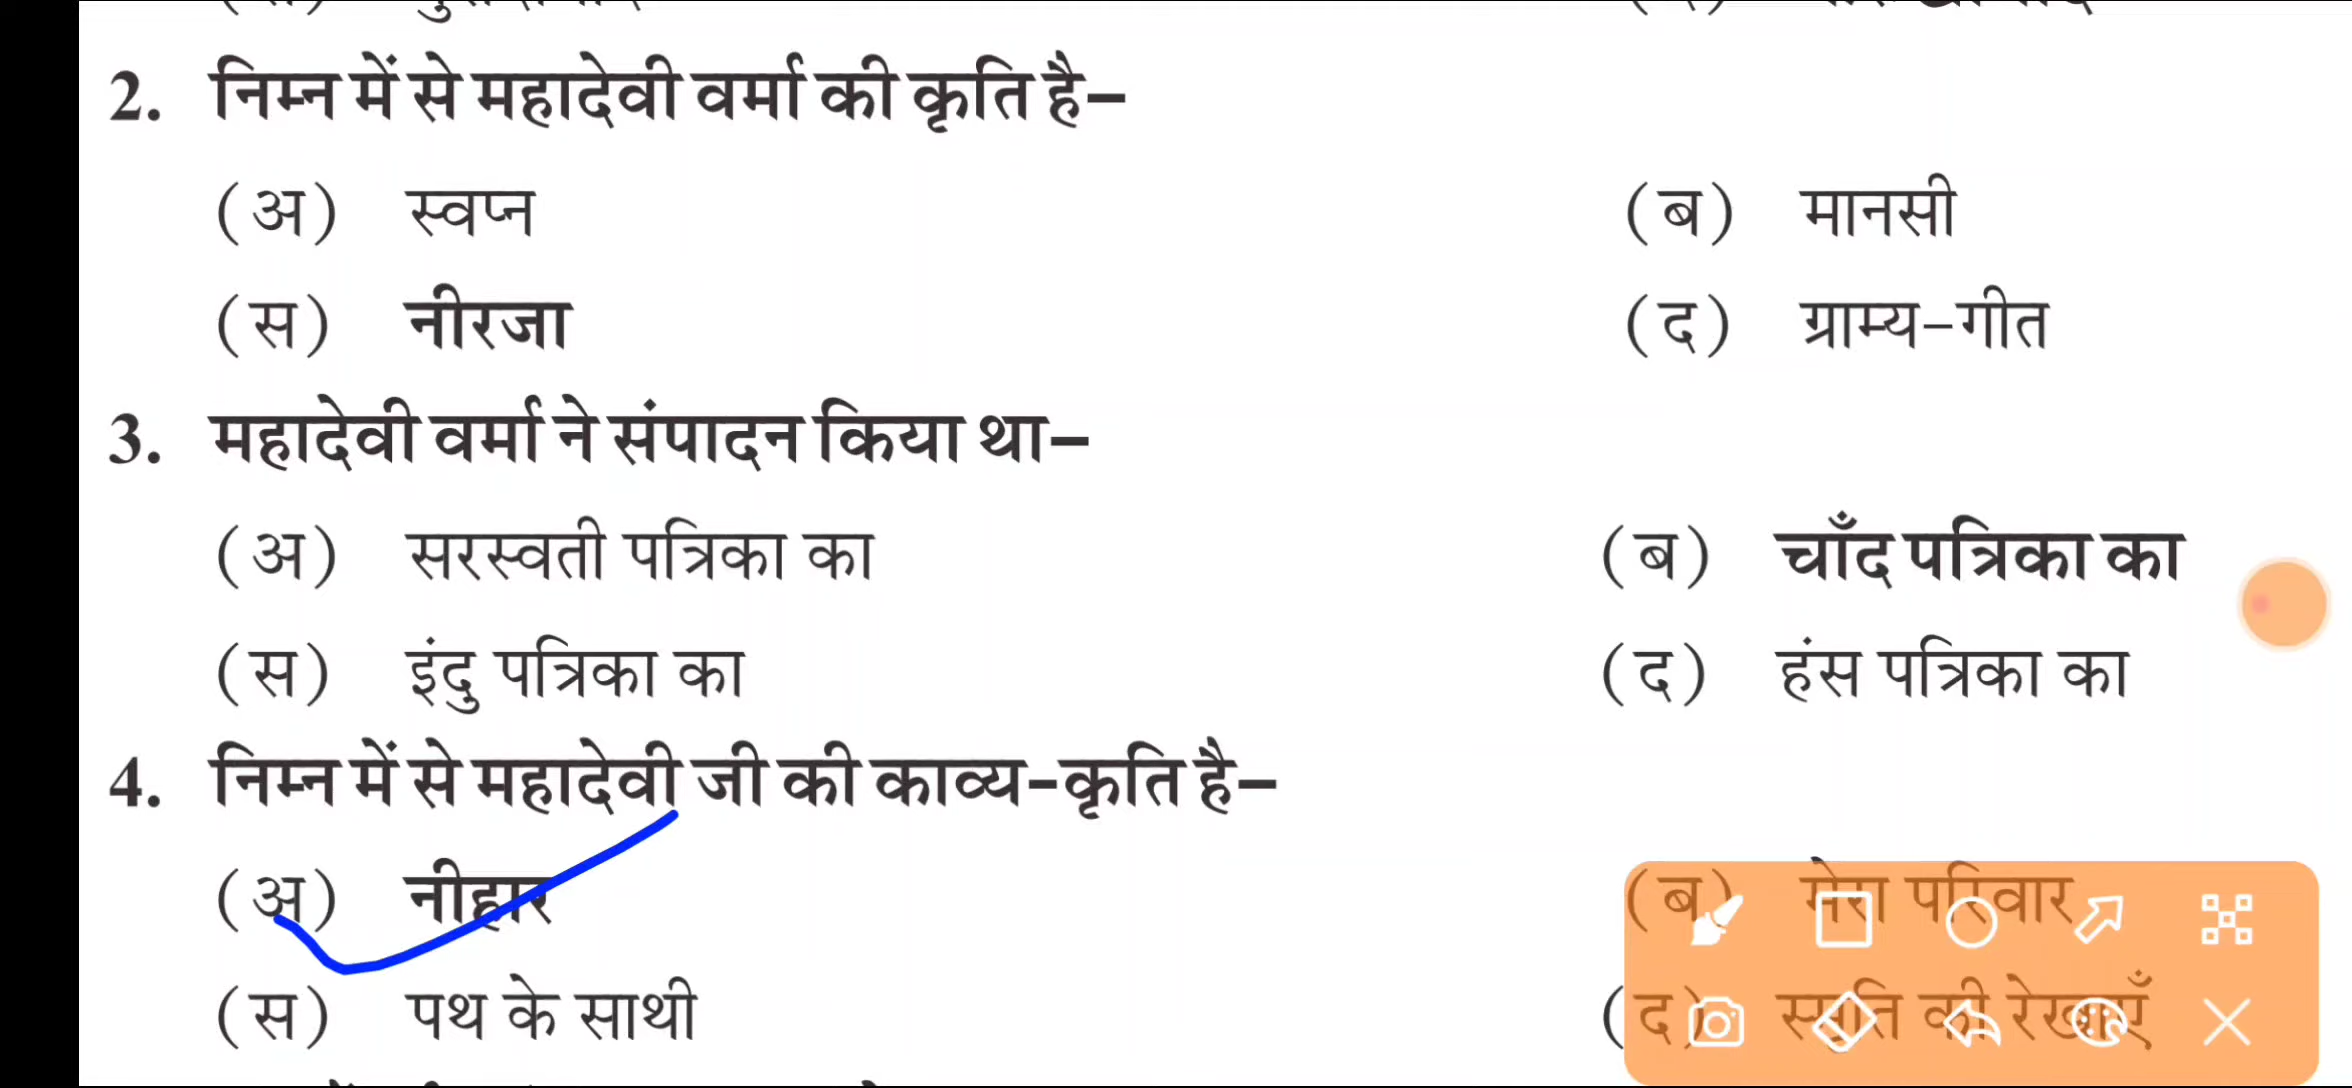 2. निम्न में से महादेवी वर्मा की कृति है–
(अ) स्वप्न (ब) मानसी
(स) नीरजा (द) ग्राम्य-गीत
3. महादेवी वर्मा ने संपादन किया था–
(अ) सरस्वती पत्रिका का (ब) चाँद पत्रिका का
(स) इंदु पत्रिका का (द) हंस पत्रिका का
4. निम्न में से महादेवी जी की काव्य-कृति है–
(अ) नीहार (ब) मेरा परिवार
(स) पथ के साथी (द) स्मृति की रेखाएँ